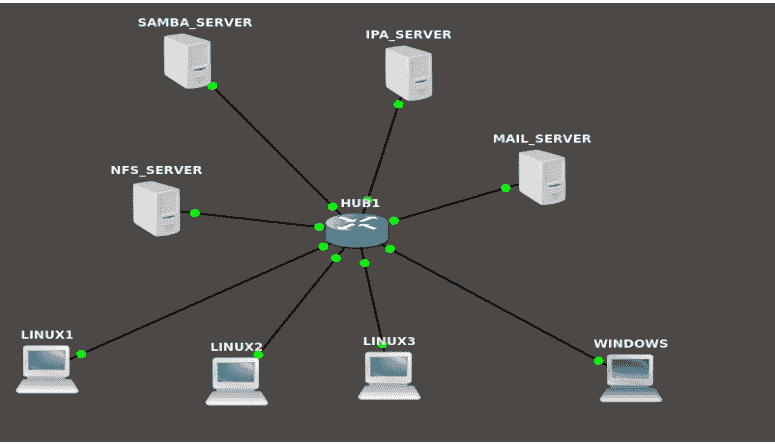 SAMBA_SERVER
IPA_SERVER
MAIL_SERVER
NFS_SERVER
HUB1
LINUX1
LINUX2
LINUX3
WINDOWS